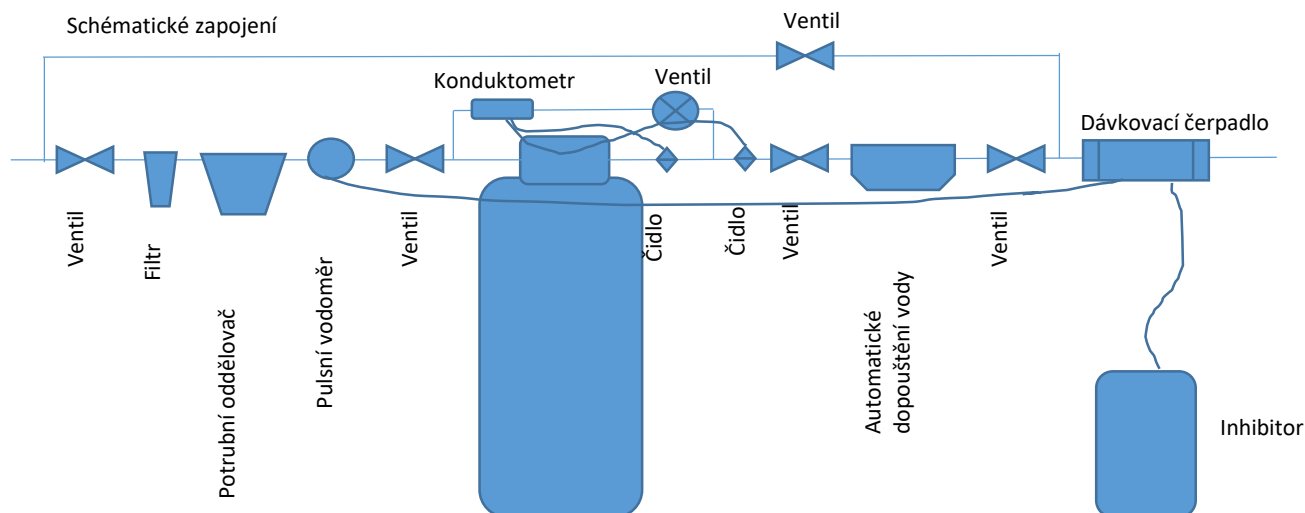 Schématické zapojení
Ventil
Konduktometr
Ventil
Dávkovací čerpadlo
Ventil
Filtr
Potrubní oddělovač
Pulsní vodoměr
Ventil
Čidlo
Čidlo
Ventil
Automatické
dopouštění vody
Ventil
Inhibitor